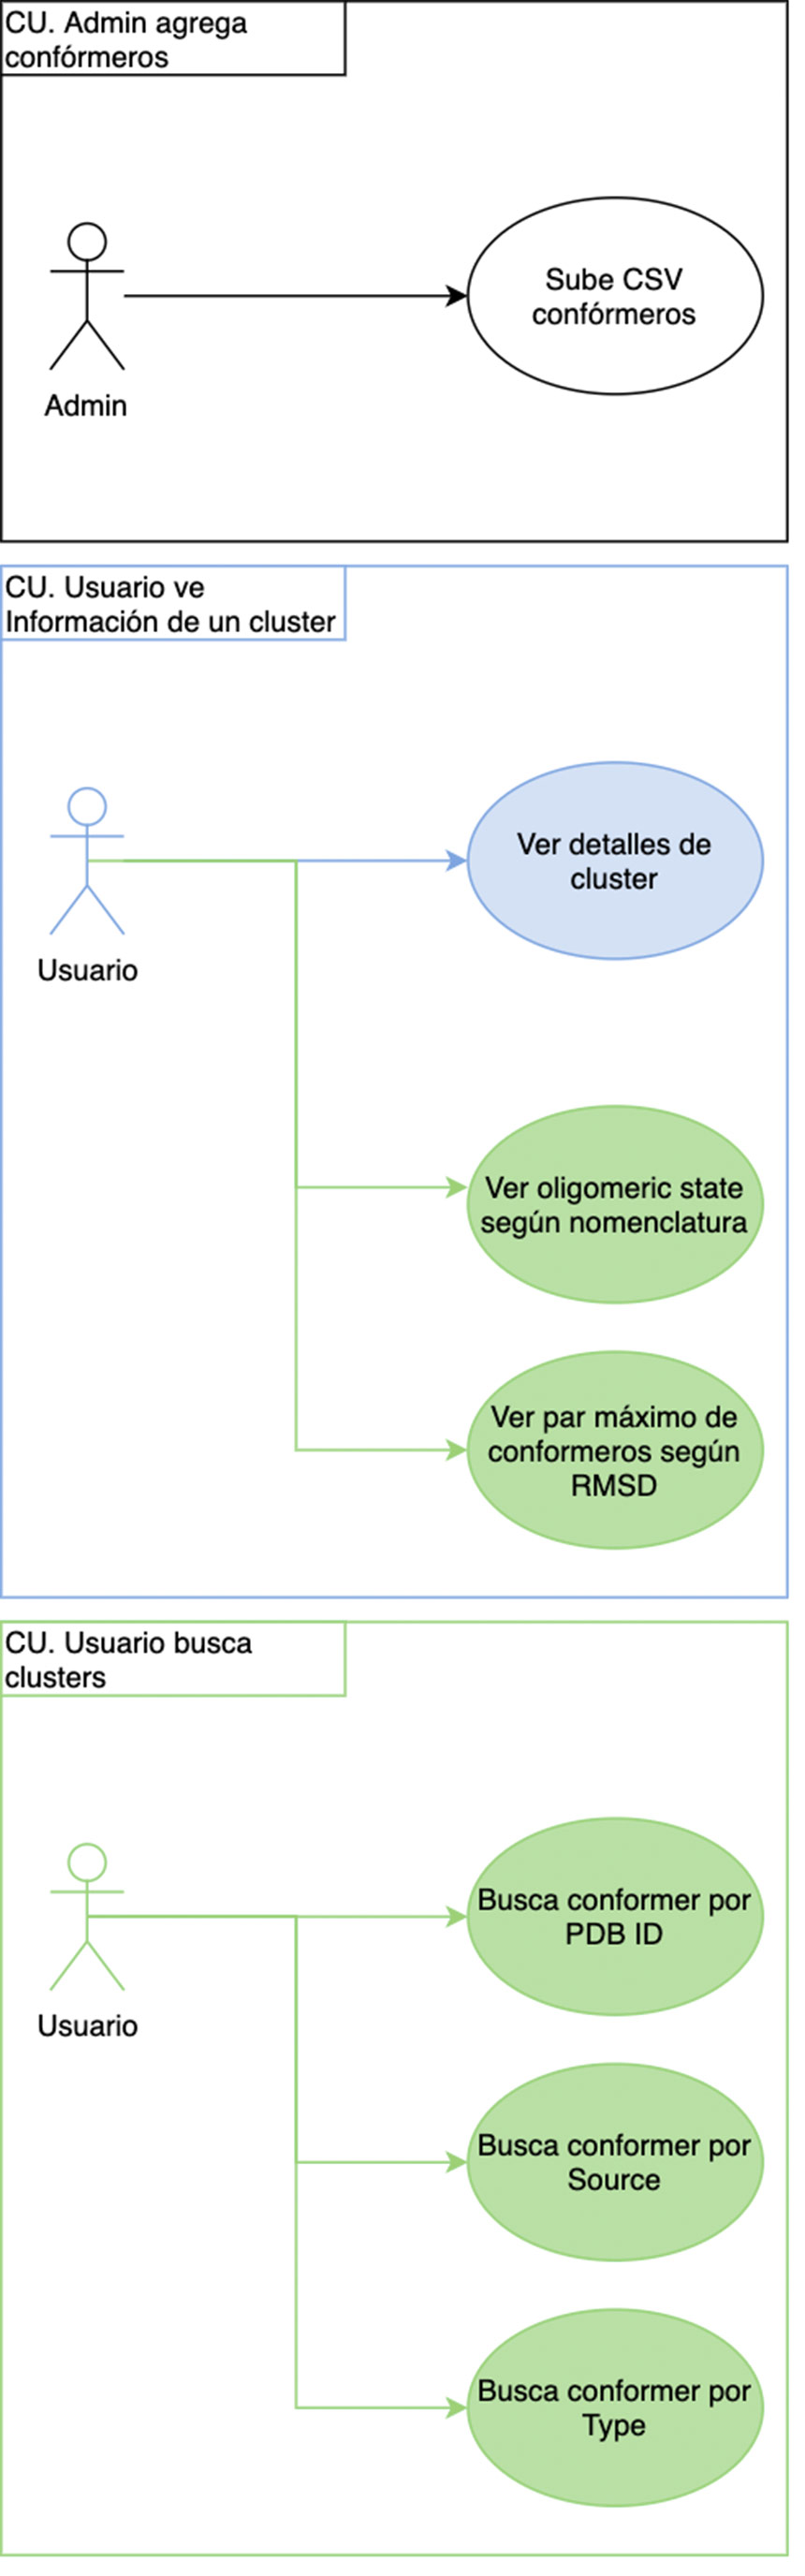 CU. Admin agrega
confórmeros
Sube CSV
confórmeros
Admin
CU. Usuario ve
Información de un cluster
Ver detalles de
cluster
Usuario
Ver oligomeric state
según nomenclatura
Ver par máximo de
conformeros según
RMSD
CU. Usuario busca
clusters
Busca conformer por
PDB ID
Usuario
Busca conformer por
Source
Busca conformer por
Type